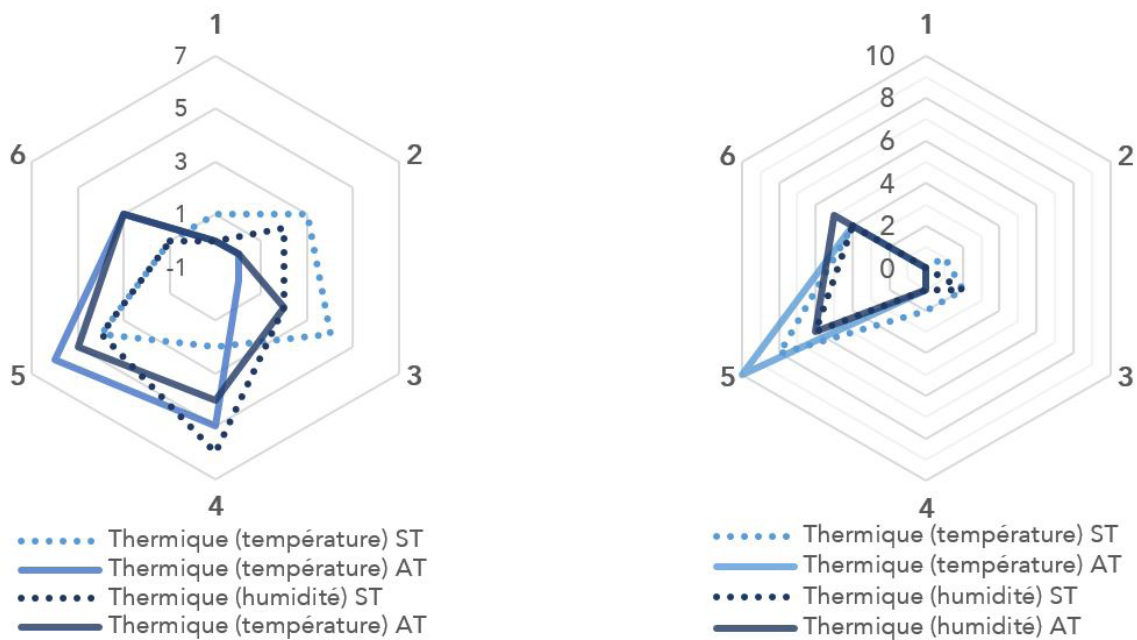 1
7
5
3
1
-1
2
3
4
5
6
Thermique (température) ST
Thermique (température) AT
Thermique (humidité) ST
Thermique (température) AT
1
10
8
6
4
2
0
2
3
4
5
6
Thermique (température) ST
Thermique (température) AT
Thermique (humidité) ST
Thermique (humidité) AT